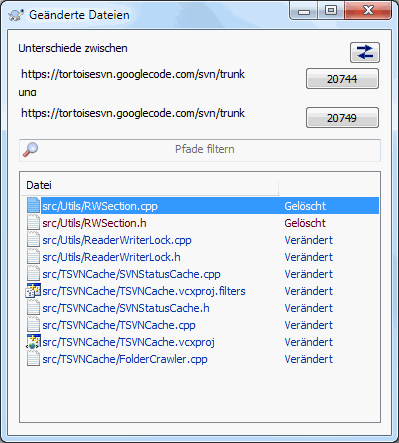 Geänderte Dateien
Unterschiede zwischen
https://tortoisesvn.googlecode.com/svn/trunk
20744
und
https://tortoisesvn.googlecode.com/svn/trunk
20749
Pfade filtern
Datei
src/Utils/RWSection.cpp Gelöscht
src/Utils/RWSection.h Gelöscht
src/Utils/ReaderWriterLock.cpp Verändert
src/Utils/ReaderWriterLock.h Verändert
src/TSVNCache/SVNStatusCache.cpp Verändert
src/TSVNCache/TSVNCache.vcxproj.filters Verändert
src/TSVNCache/SVNStatusCache.h Verändert
src/TSVNCache/TSVNCache.cpp Verändert
src/TSVNCache/TSVNCache.vcxproj Verändert
src/TSVNCache/FolderCrawler.cpp Verändert